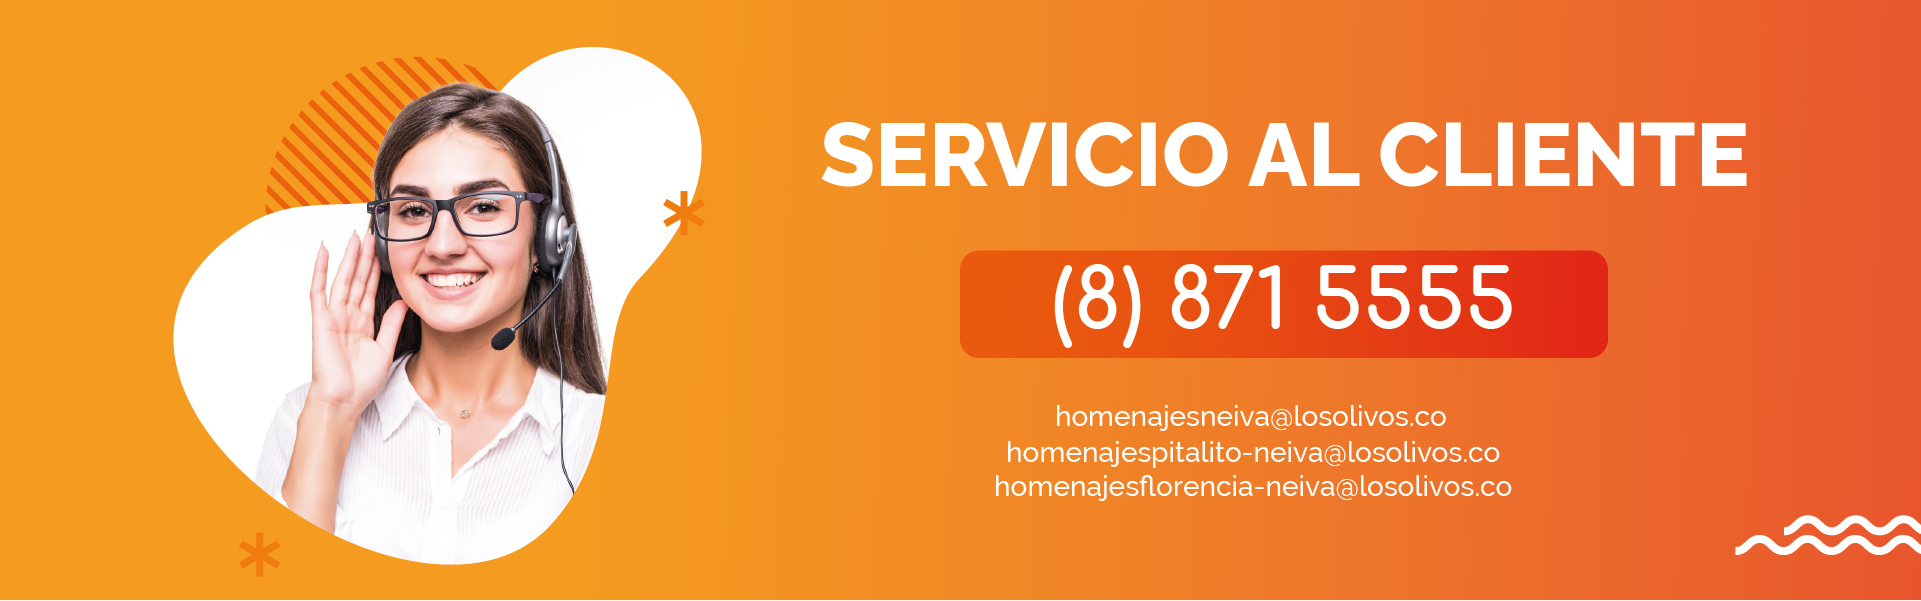 SERVICIO AL CLIENTE
(8) 871 5555
homenajesneiva@losolivos.co
homenajespitalito-neiva@losolivos.co
homenajesflorencia-neiva@losolivos.co